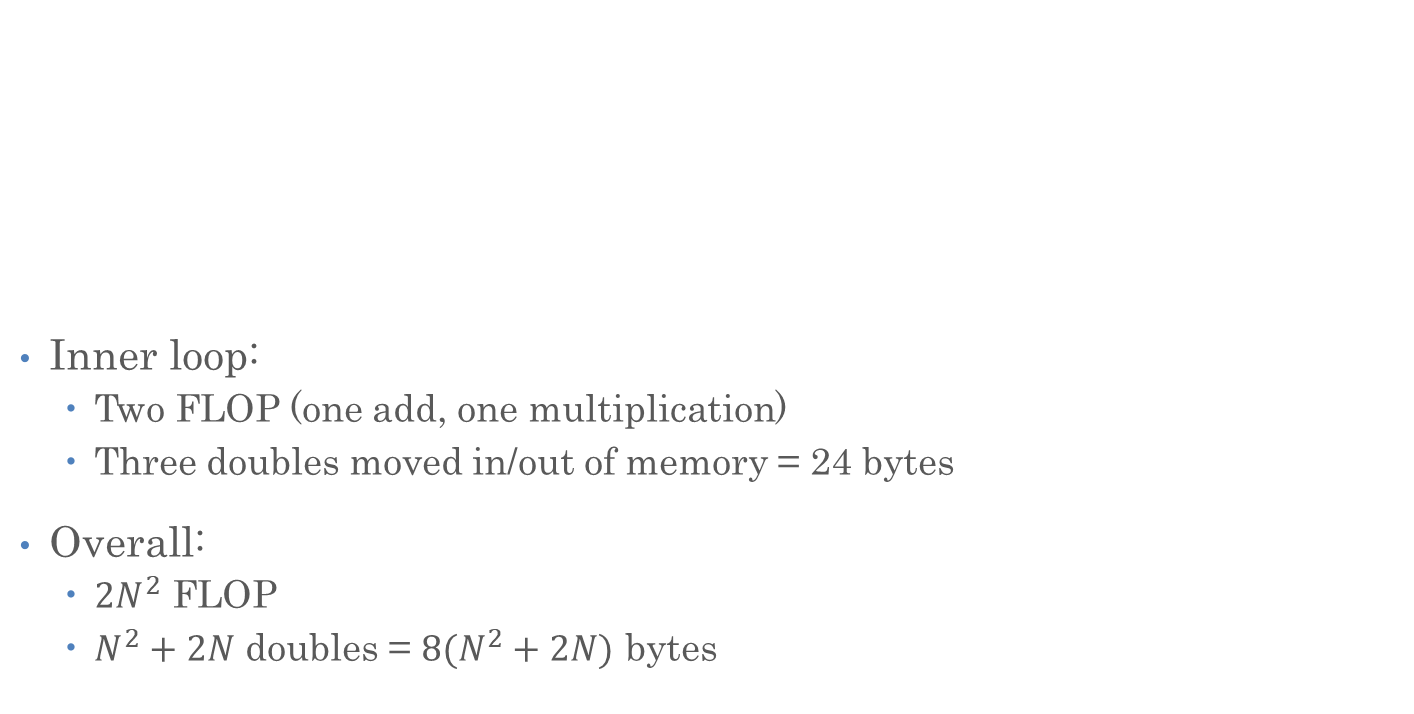 • Inner loop:
• Two FLOP (one add, one multiplication)
• Three doubles moved in/out of memory = 24 bytes
• Overall:
• 2N² FLOP
• N² + 2N doubles = 8(N² + 2N) bytes